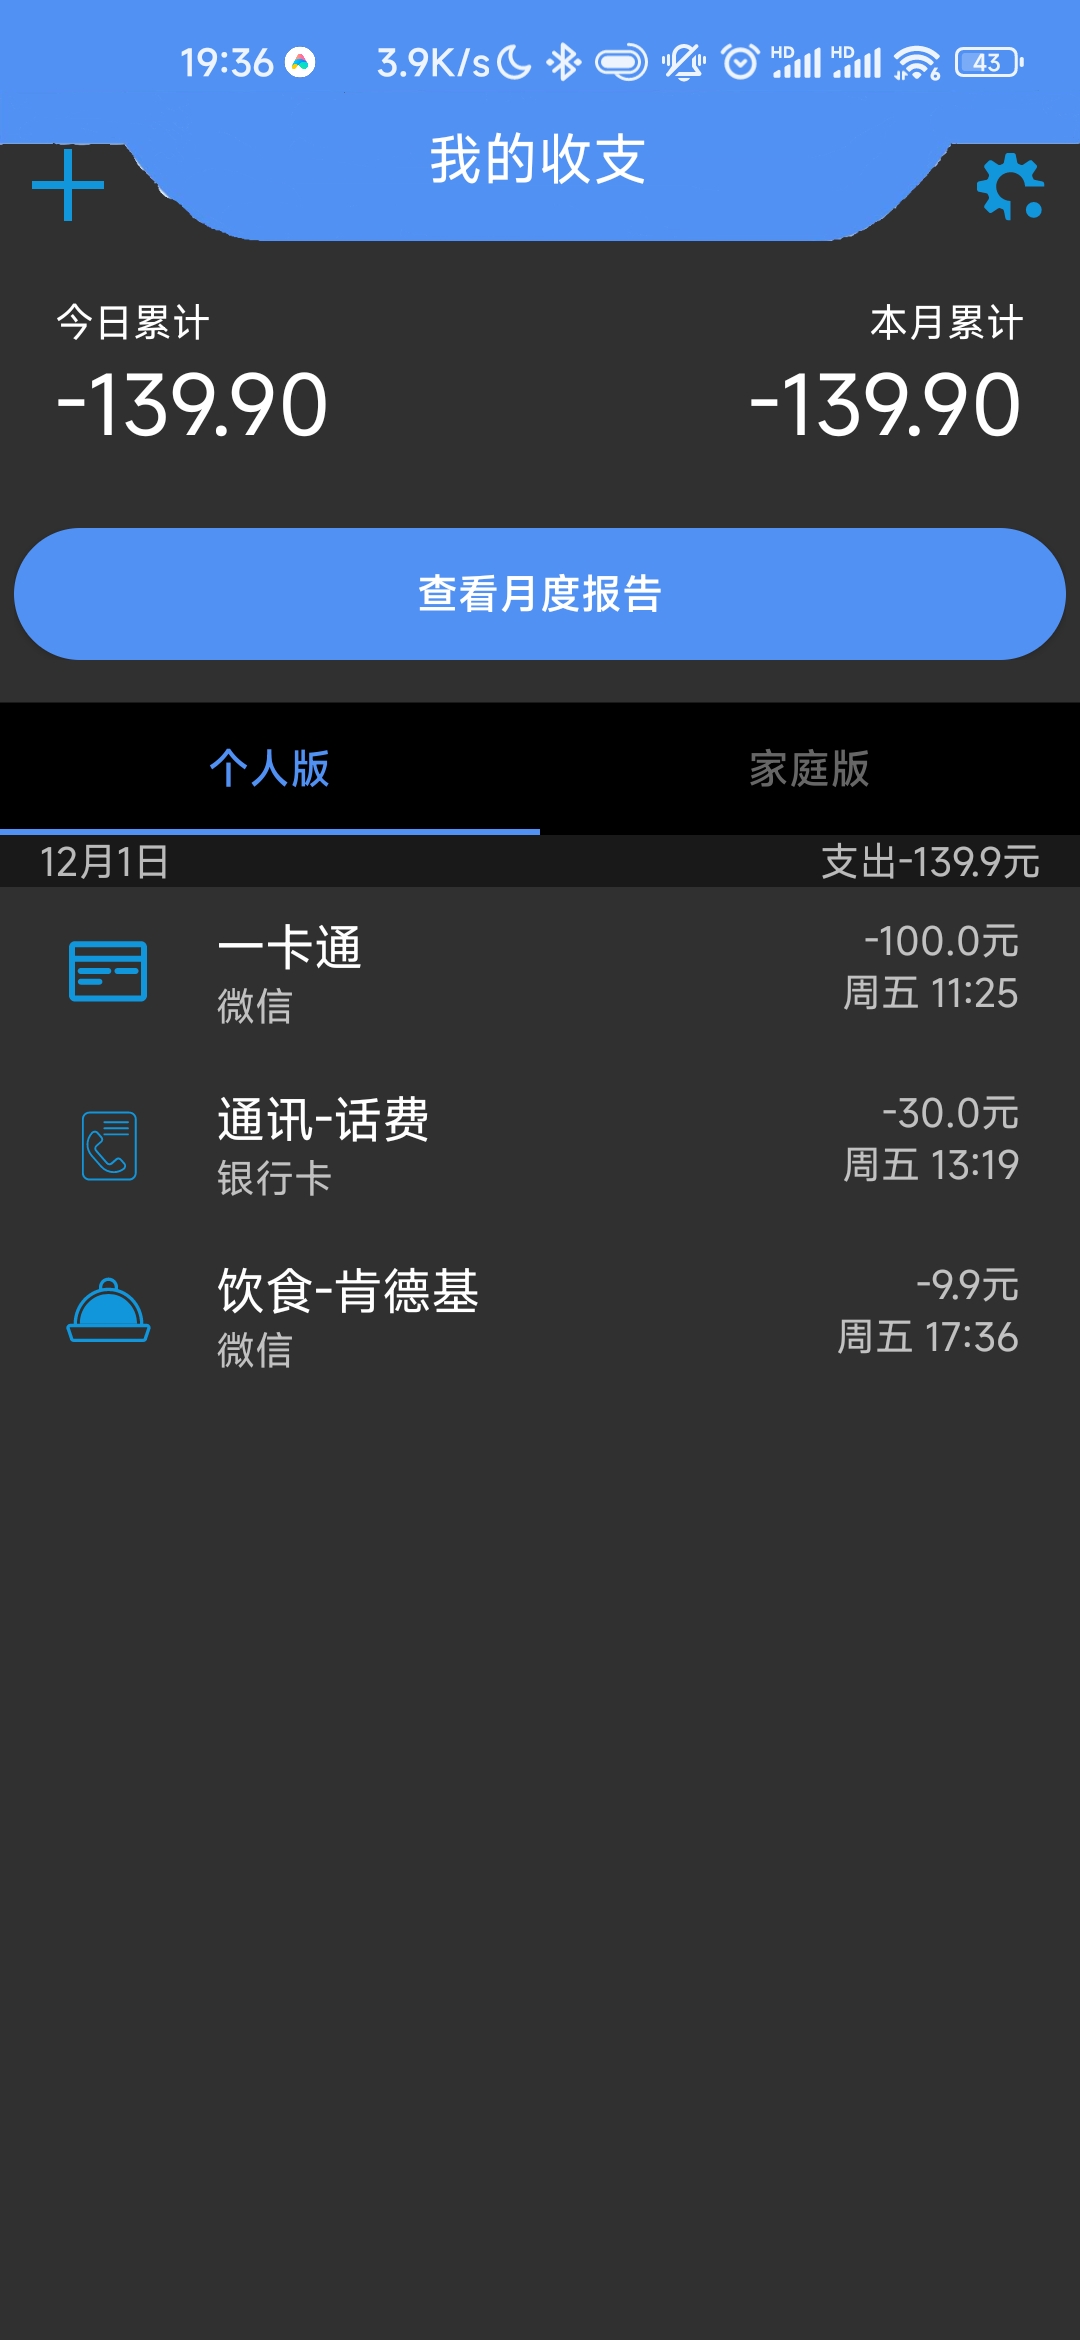 19:36 3.9K/s HD HD 6 43
我的收支
今日累计 本月累计
-139.90 -139.90
查看月度报告
个人版 家庭版
12月1日 支出-139.9元
一卡通 -100.0元
微信 周五 11:25
通讯-话费 -30.0元
银行卡 周五 13:19
饮食-肯德基 -9.9元
微信 周五 17:36